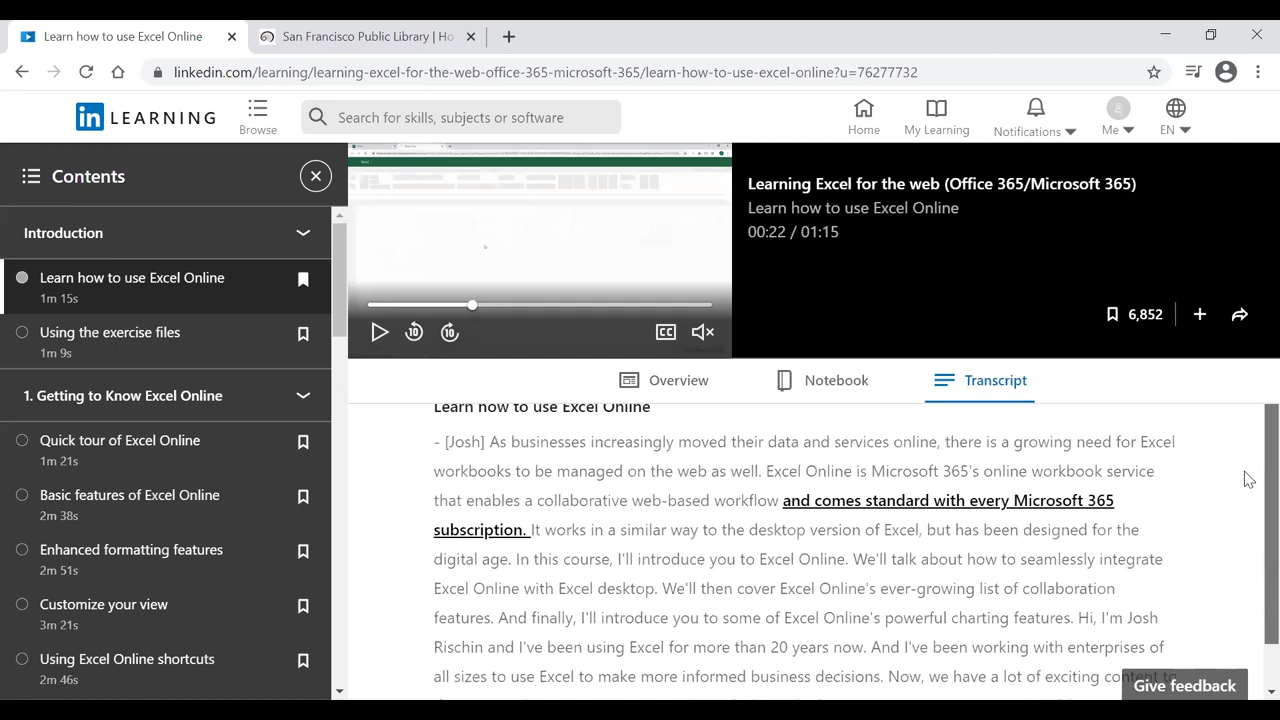 Learn how to use Excel Online
San Francisco Public Library | Ho
linkedin.com/learning/learning-excel-for-the-web-office-365-microsoft-365/learn-how-to-use-excel-online?u=76277732
in LEARNING
Browse
Search for skills, subjects or software
Home
My Learning
Notifications
Me
EN
Contents
Introduction
Learn how to use Excel Online
1m 15s
Using the exercise files
1m 9s
1. Getting to Know Excel Online
Quick tour of Excel Online
1m 21s
Basic features of Excel Online
2m 38s
Enhanced formatting features
2m 51s
Customize your view
3m 21s
Using Excel Online shortcuts
2m 46s
10
10
CC
Learning Excel for the web (Office 365/Microsoft 365)
Learn how to use Excel Online
00:22 / 01:15
6,852
Overview
Notebook
Transcript
Learn how to use Excel Online
- [Josh] As businesses increasingly moved their data and services online, there is a growing need for Excel
workbooks to be managed on the web as well. Excel Online is Microsoft 365's online workbook service
that enables a collaborative web-based workflow and comes standard with every Microsoft 365
subscription. It works in a similar way to the desktop version of Excel, but has been designed for the
digital age. In this course, I'll introduce you to Excel Online. We'll talk about how to seamlessly integrate
Excel Online with Excel desktop. We'll then cover Excel Online's ever-growing list of collaboration
features. And finally, I'll introduce you to some of Excel Online's powerful charting features. Hi, I'm Josh
Rischin and I've been using Excel for more than 20 years now. And I've been working with enterprises of
all sizes to use Excel to make more informed business decisions. Now, we have a lot of exciting content to
Give feedback